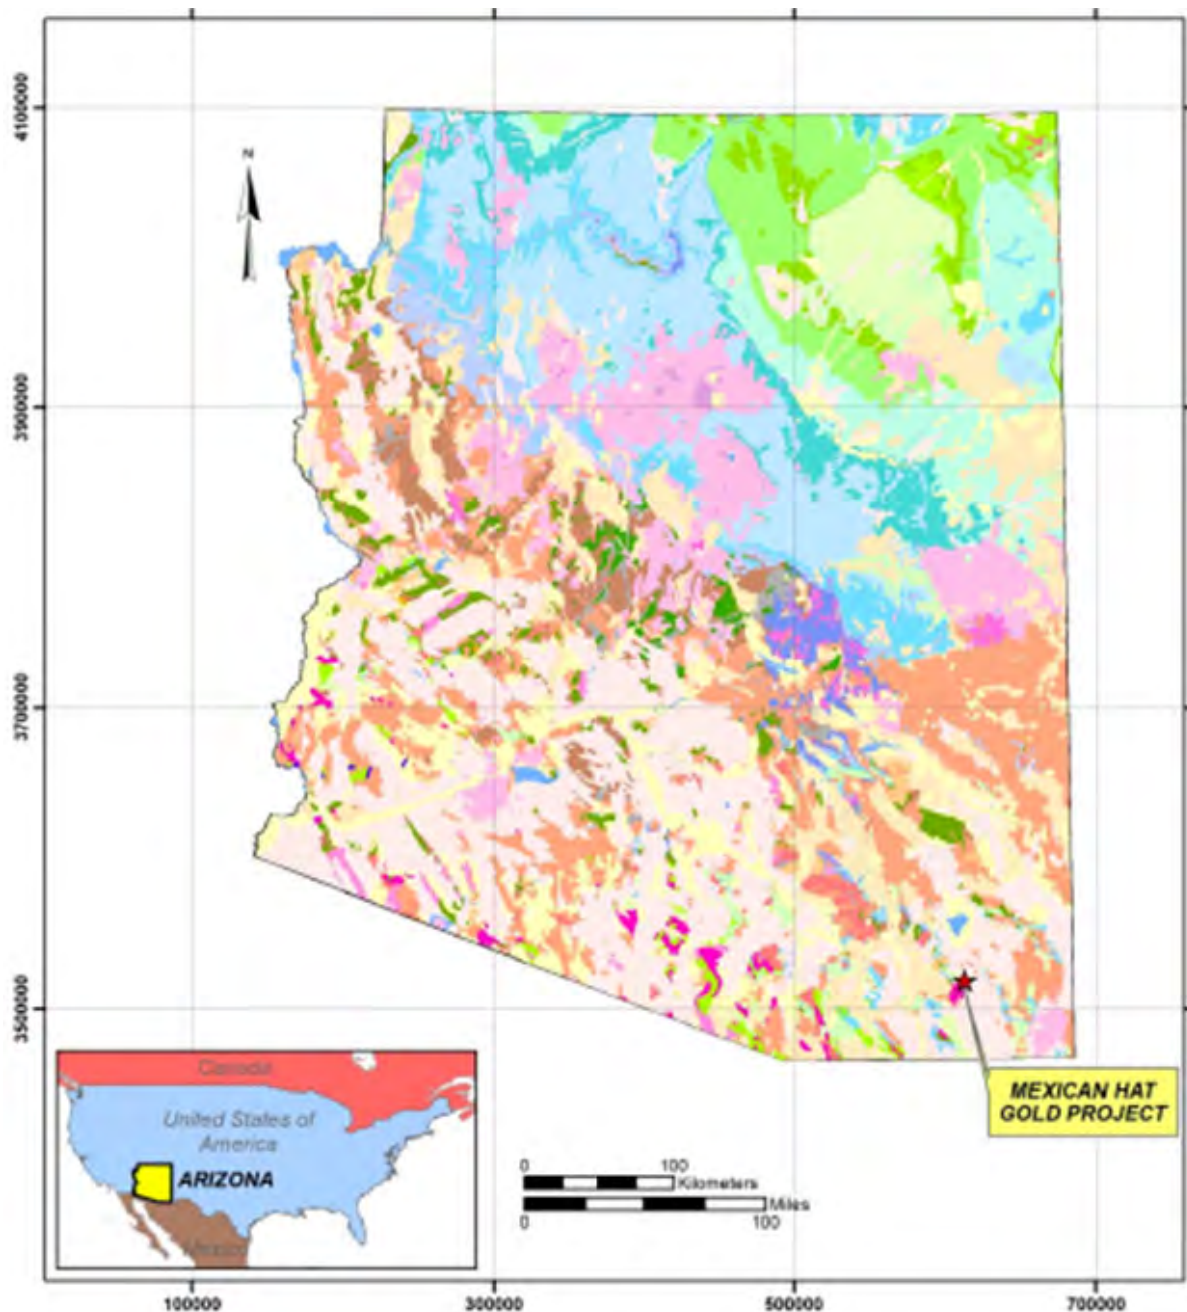 4100000
N
3900000
3700000
3500000
Canada
United States of
America
ARIZONA
Mexico
MEXICAN HAT
GOLD PROJECT
0 100
Kilometers
Miles
0 100
100000 300000 500000 700000